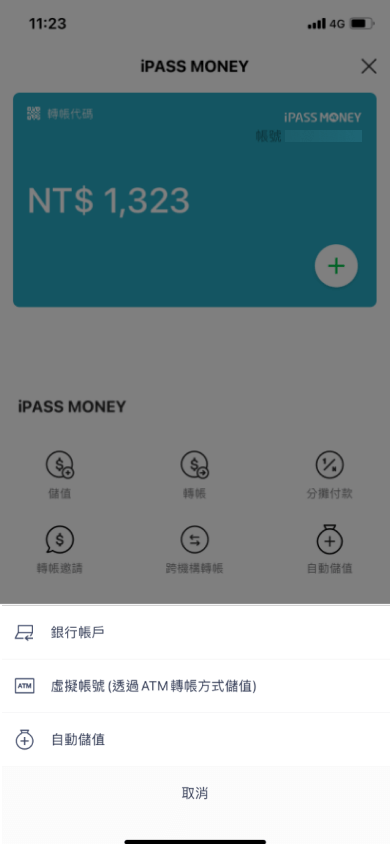 11:23
4G
iPASS MONEY
轉帳代碼
iPASS MONEY
帳號
NT$ 1,323
iPASS MONEY
儲值
轉帳
分攤付款
轉帳邀請
跨機構轉帳
自動儲值
銀行帳戶
ATM
虛擬帳號 (透過 ATM 轉帳方式儲值)
自動儲值
取消